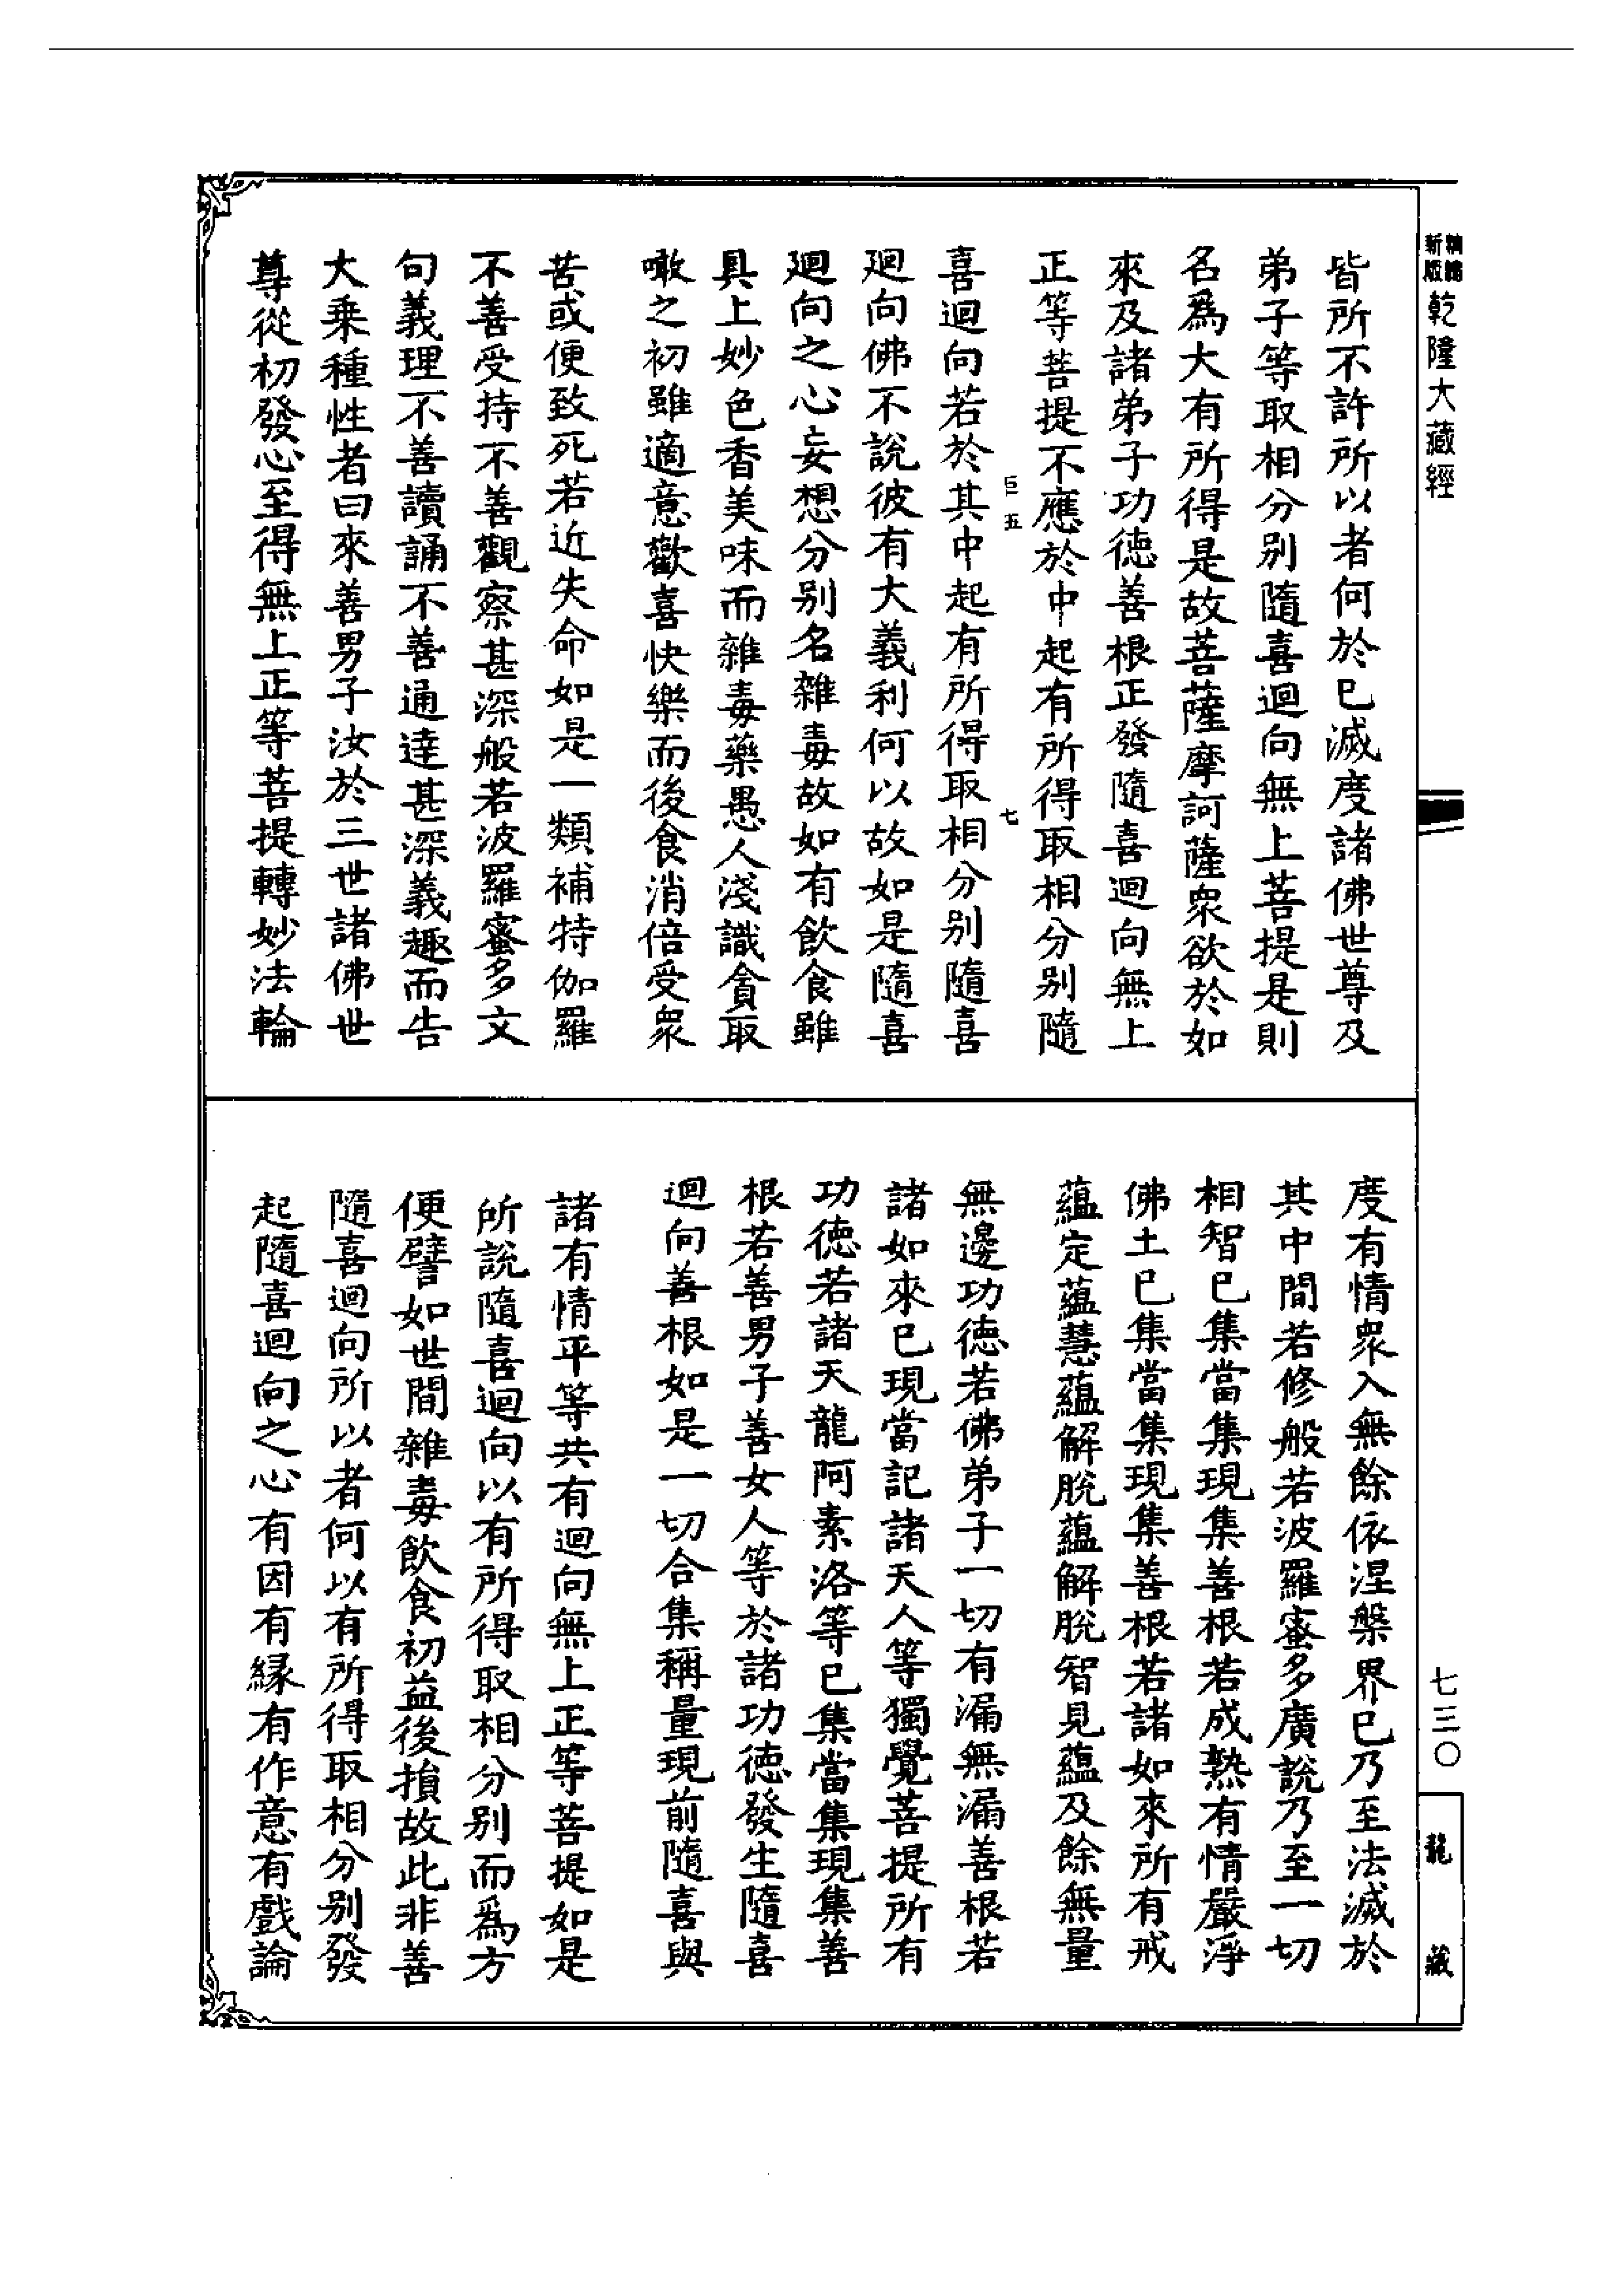 新版
乾隆大藏經
七三〇
龍藏
皆所不許所以者何於已滅度諸佛世尊及
弟子等取相分別隨喜迴向無上菩提是則
名爲大有所得是故菩薩摩訶薩衆欲於如
來及諸弟子功德善根正發隨喜迴向無上
正等菩提不應於中起有所得取相分別隨
巨五
七
喜迴向若於其中起有所得取相分別隨喜
迴向佛不說彼有大義利何以故如是隨喜
迴向之心妄想分別名雜毒故如有飲食雖
具上妙色香美味而雜毒藥愚人淺識貪取
噉之初雖適意歡喜快樂而後食消倍受衆
苦或便致死若近失命如是一類補特伽羅
不善受持不善觀察甚深般若波羅蜜多文
句義理不善讀誦不善通達甚深義趣而告
大乘種性者曰來善男子汝於三世諸佛世
尊從初發心至得無上正等菩提轉妙法輪
度有情衆入無餘依涅槃界已乃至法滅於
其中間若修般若波羅蜜多廣說乃至一切
相智已集當集現集善根若成熟有情嚴淨
佛土已集當集現集善根若諸如來所有戒
蘊定蘊慧蘊解脫蘊解脫智見蘊及餘無量
無邊功德若佛弟子一切有漏無漏善根若
諸如來已現當記諸天人等獨覺菩提所有
功德若諸天龍阿素洛等已集當集現集善
根若善男子善女人等於諸功德發生隨喜
迴向善根如是一切合集稱量現前隨喜與
諸有情平等共有迴向無上正等菩提如是
所說隨喜迴向以有所得取相分別而爲方
便譬如世間雜毒飲食初益後損故此非善
隨喜迴向所以者何以有所得取相分別發
起隨喜迴向之心有因有緣有作意有戲論